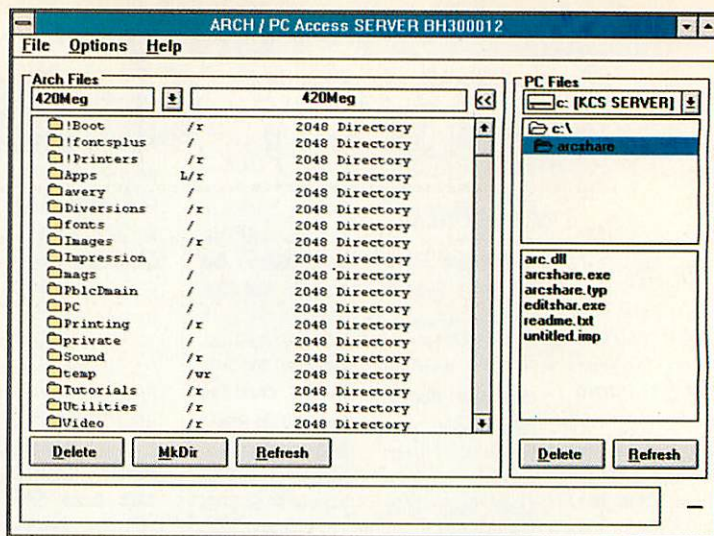 ARCH / PC Access SERVER BH300012
File Options Help
Arch Files
420Meg 420Meg <<
!Boot /r 2048 Directory
!fontsplus / 2048 Directory
!Printers /r 2048 Directory
Apps L/r 2048 Directory
avery / 2048 Directory
Diversions /r 2048 Directory
fonts / 2048 Directory
Images /r 2048 Directory
Impression / 2048 Directory
mags / 2048 Directory
PblcDmain / 2048 Directory
PC / 2048 Directory
Printing /r 2048 Directory
private / 2048 Directory
Sound /r 2048 Directory
temp /wr 2048 Directory
Tutorials /r 2048 Directory
Utilities /r 2048 Directory
Video /r 2048 Directory
Delete MkDir Refresh
PC Files
c: [KCS SERVER]
c:\
arcshare
arc.dll
arcshare.exe
arcshare.typ
editshar.exe
readme.txt
untitled.imp
Delete Refresh